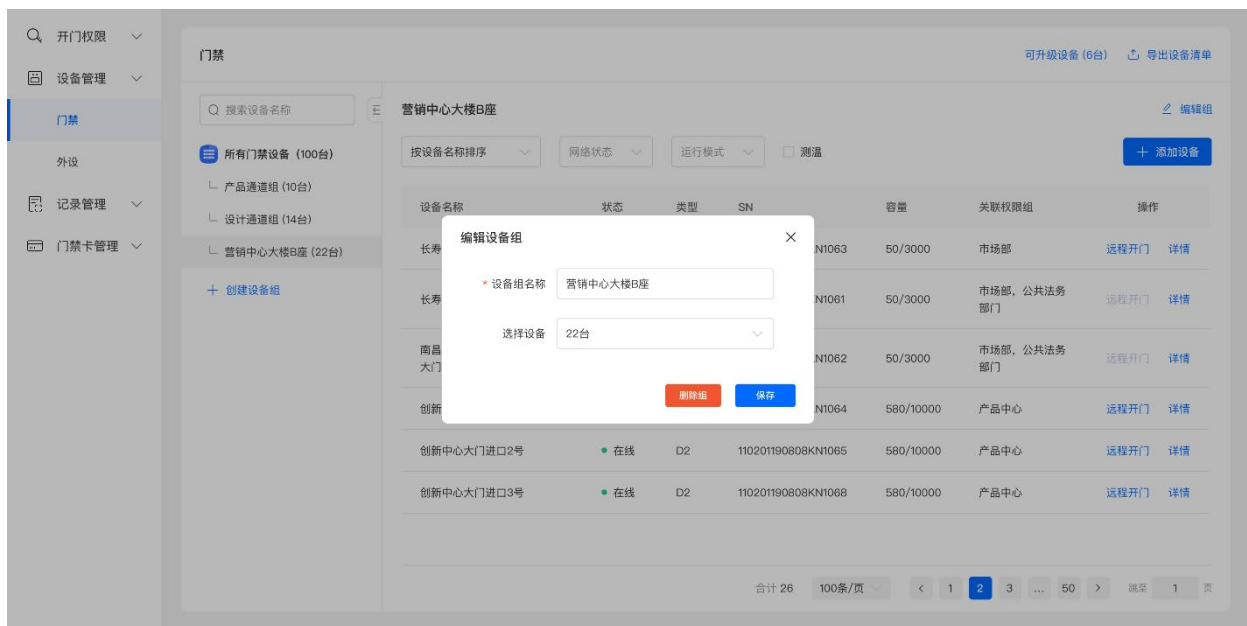 开门权限
设备管理
门禁
外设
记录管理
门禁卡管理
门禁
可升级设备 (6台) 导出设备清单
搜索设备名称
所有门禁设备 (100台)
产品通道组 (10台)
设计通道组 (14台)
营销中心大楼B座 (22台)
+ 创建设备组
营销中心大楼B座
编辑组
按设备名称排序 网络状态 运行模式 测温
+ 添加设备
设备名称 状态 类型 SN 容量 关联权限组 操作
长寿 N1063 50/3000 市场部 远程开门 详情
长寿 KN1061 50/3000 市场部，公共法务
部门 远程开门 详情
南昌
大门 KN1062 50/3000 市场部，公共法务
部门 远程开门 详情
创新 N1064 580/10000 产品中心 远程开门 详情
创新中心大门进口2号 在线 D2 110201190808KN1065 580/10000 产品中心 远程开门 详情
创新中心大门进口3号 在线 D2 110201190808KN1068 580/10000 产品中心 远程开门 详情
编辑设备组 ×
* 设备组名称 营销中心大楼B座
选择设备 22台
删除组 保存
合计 26 100条/页 < 1 2 3 ... 50 > 跳至 1 页